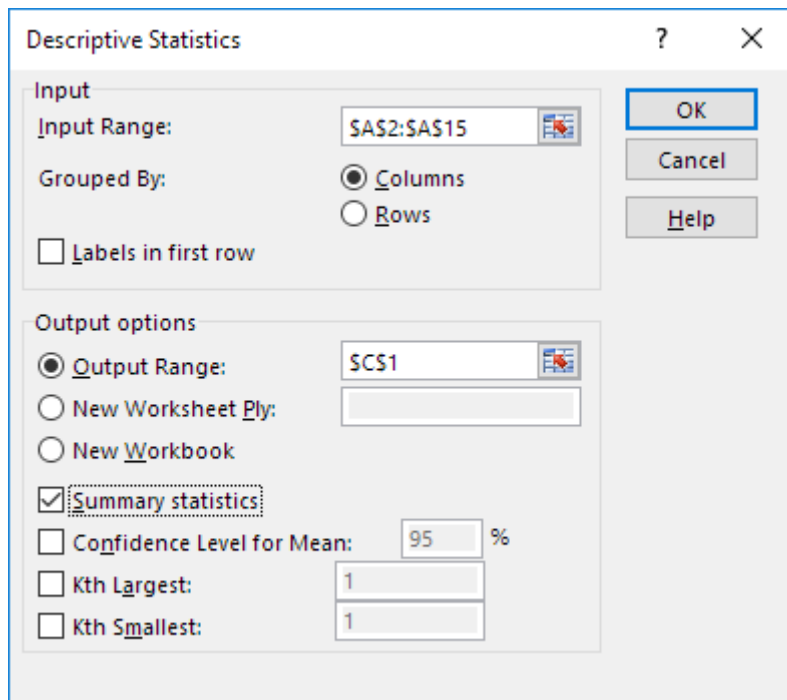 Descriptive Statistics ?
Input
Input Range: $A$2:$A$15 OK
Cancel
Grouped By: Columns
Rows Help
Labels in first row
Output options
Output Range: $C$1
New Worksheet Ply:
New Workbook
Summary statistics
Confidence Level for Mean: 95 %
Kth Largest: 1
Kth Smallest: 1